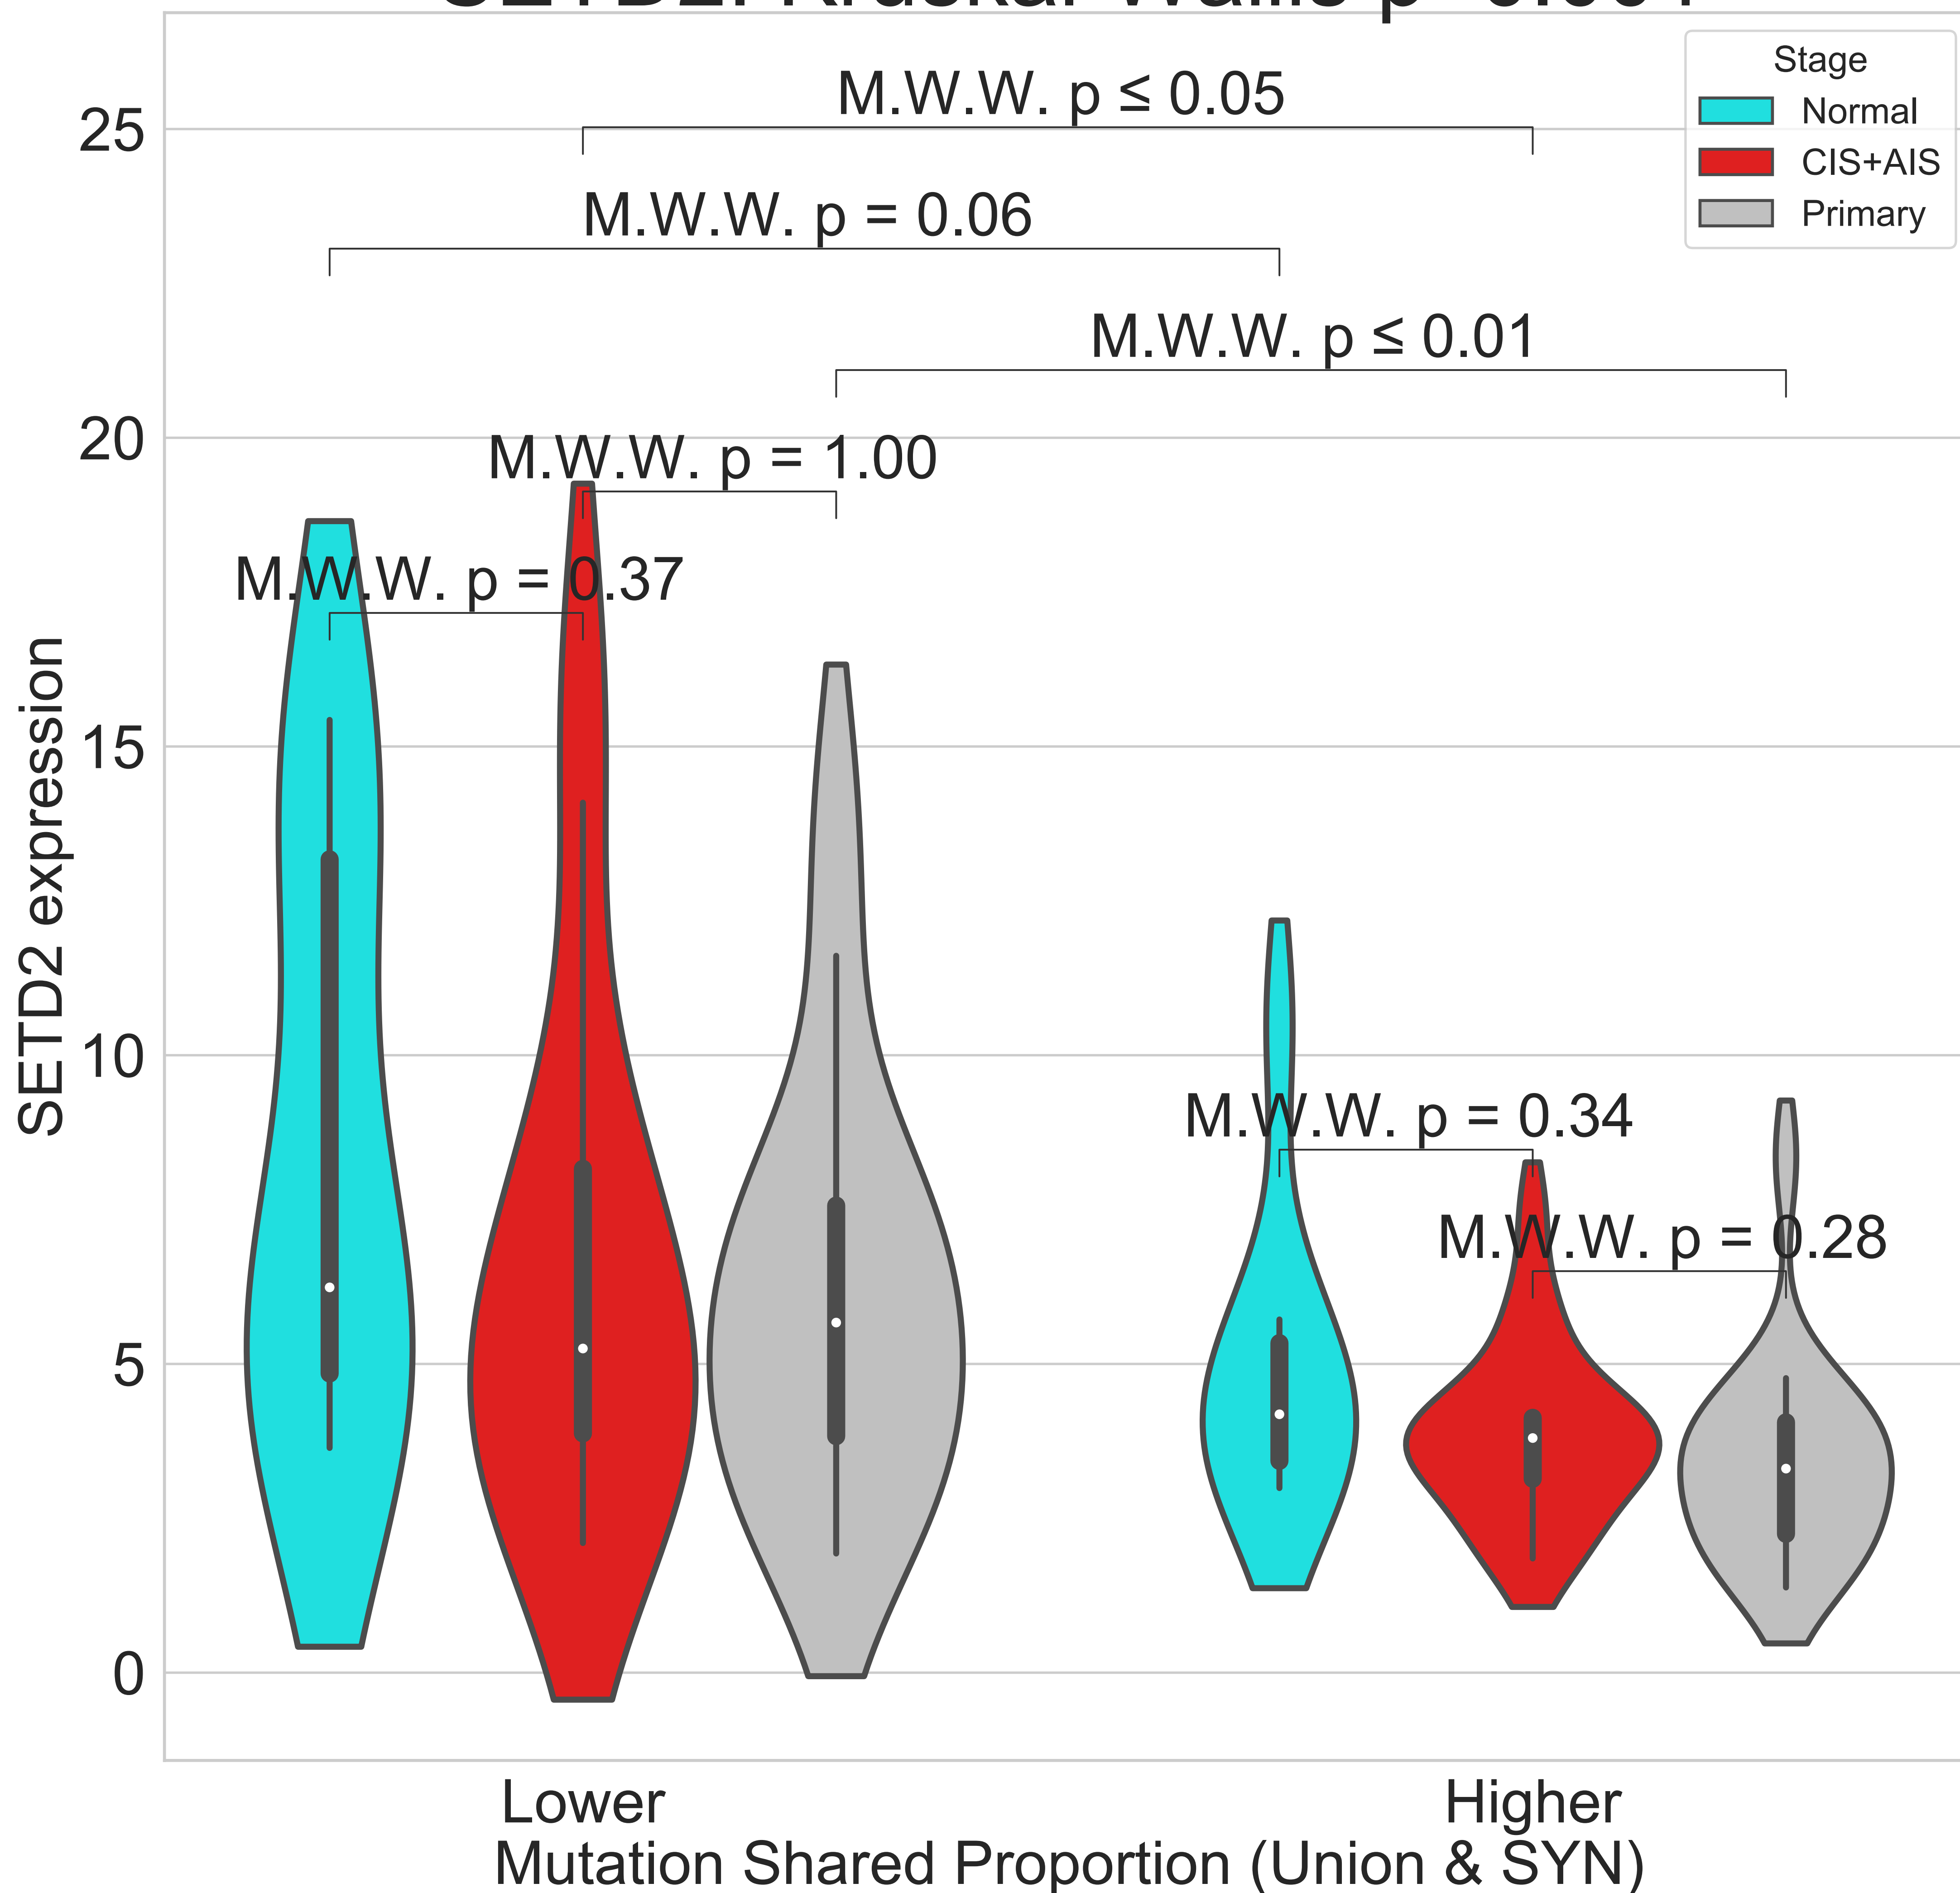 Stage
Normal
CIS+AIS
Primary
M.W.W. p ≤ 0.05
M.W.W. p = 0.06
M.W.W. p ≤ 0.01
M.W.W. p = 1.00
M.W.W. p = 0.37
M.W.W. p = 0.34
M.W.W. p = 0.28
25
20
15
10
5
0
SETD2 expression
Lower
Higher
Mutation Shared Proportion (Union & SYN)